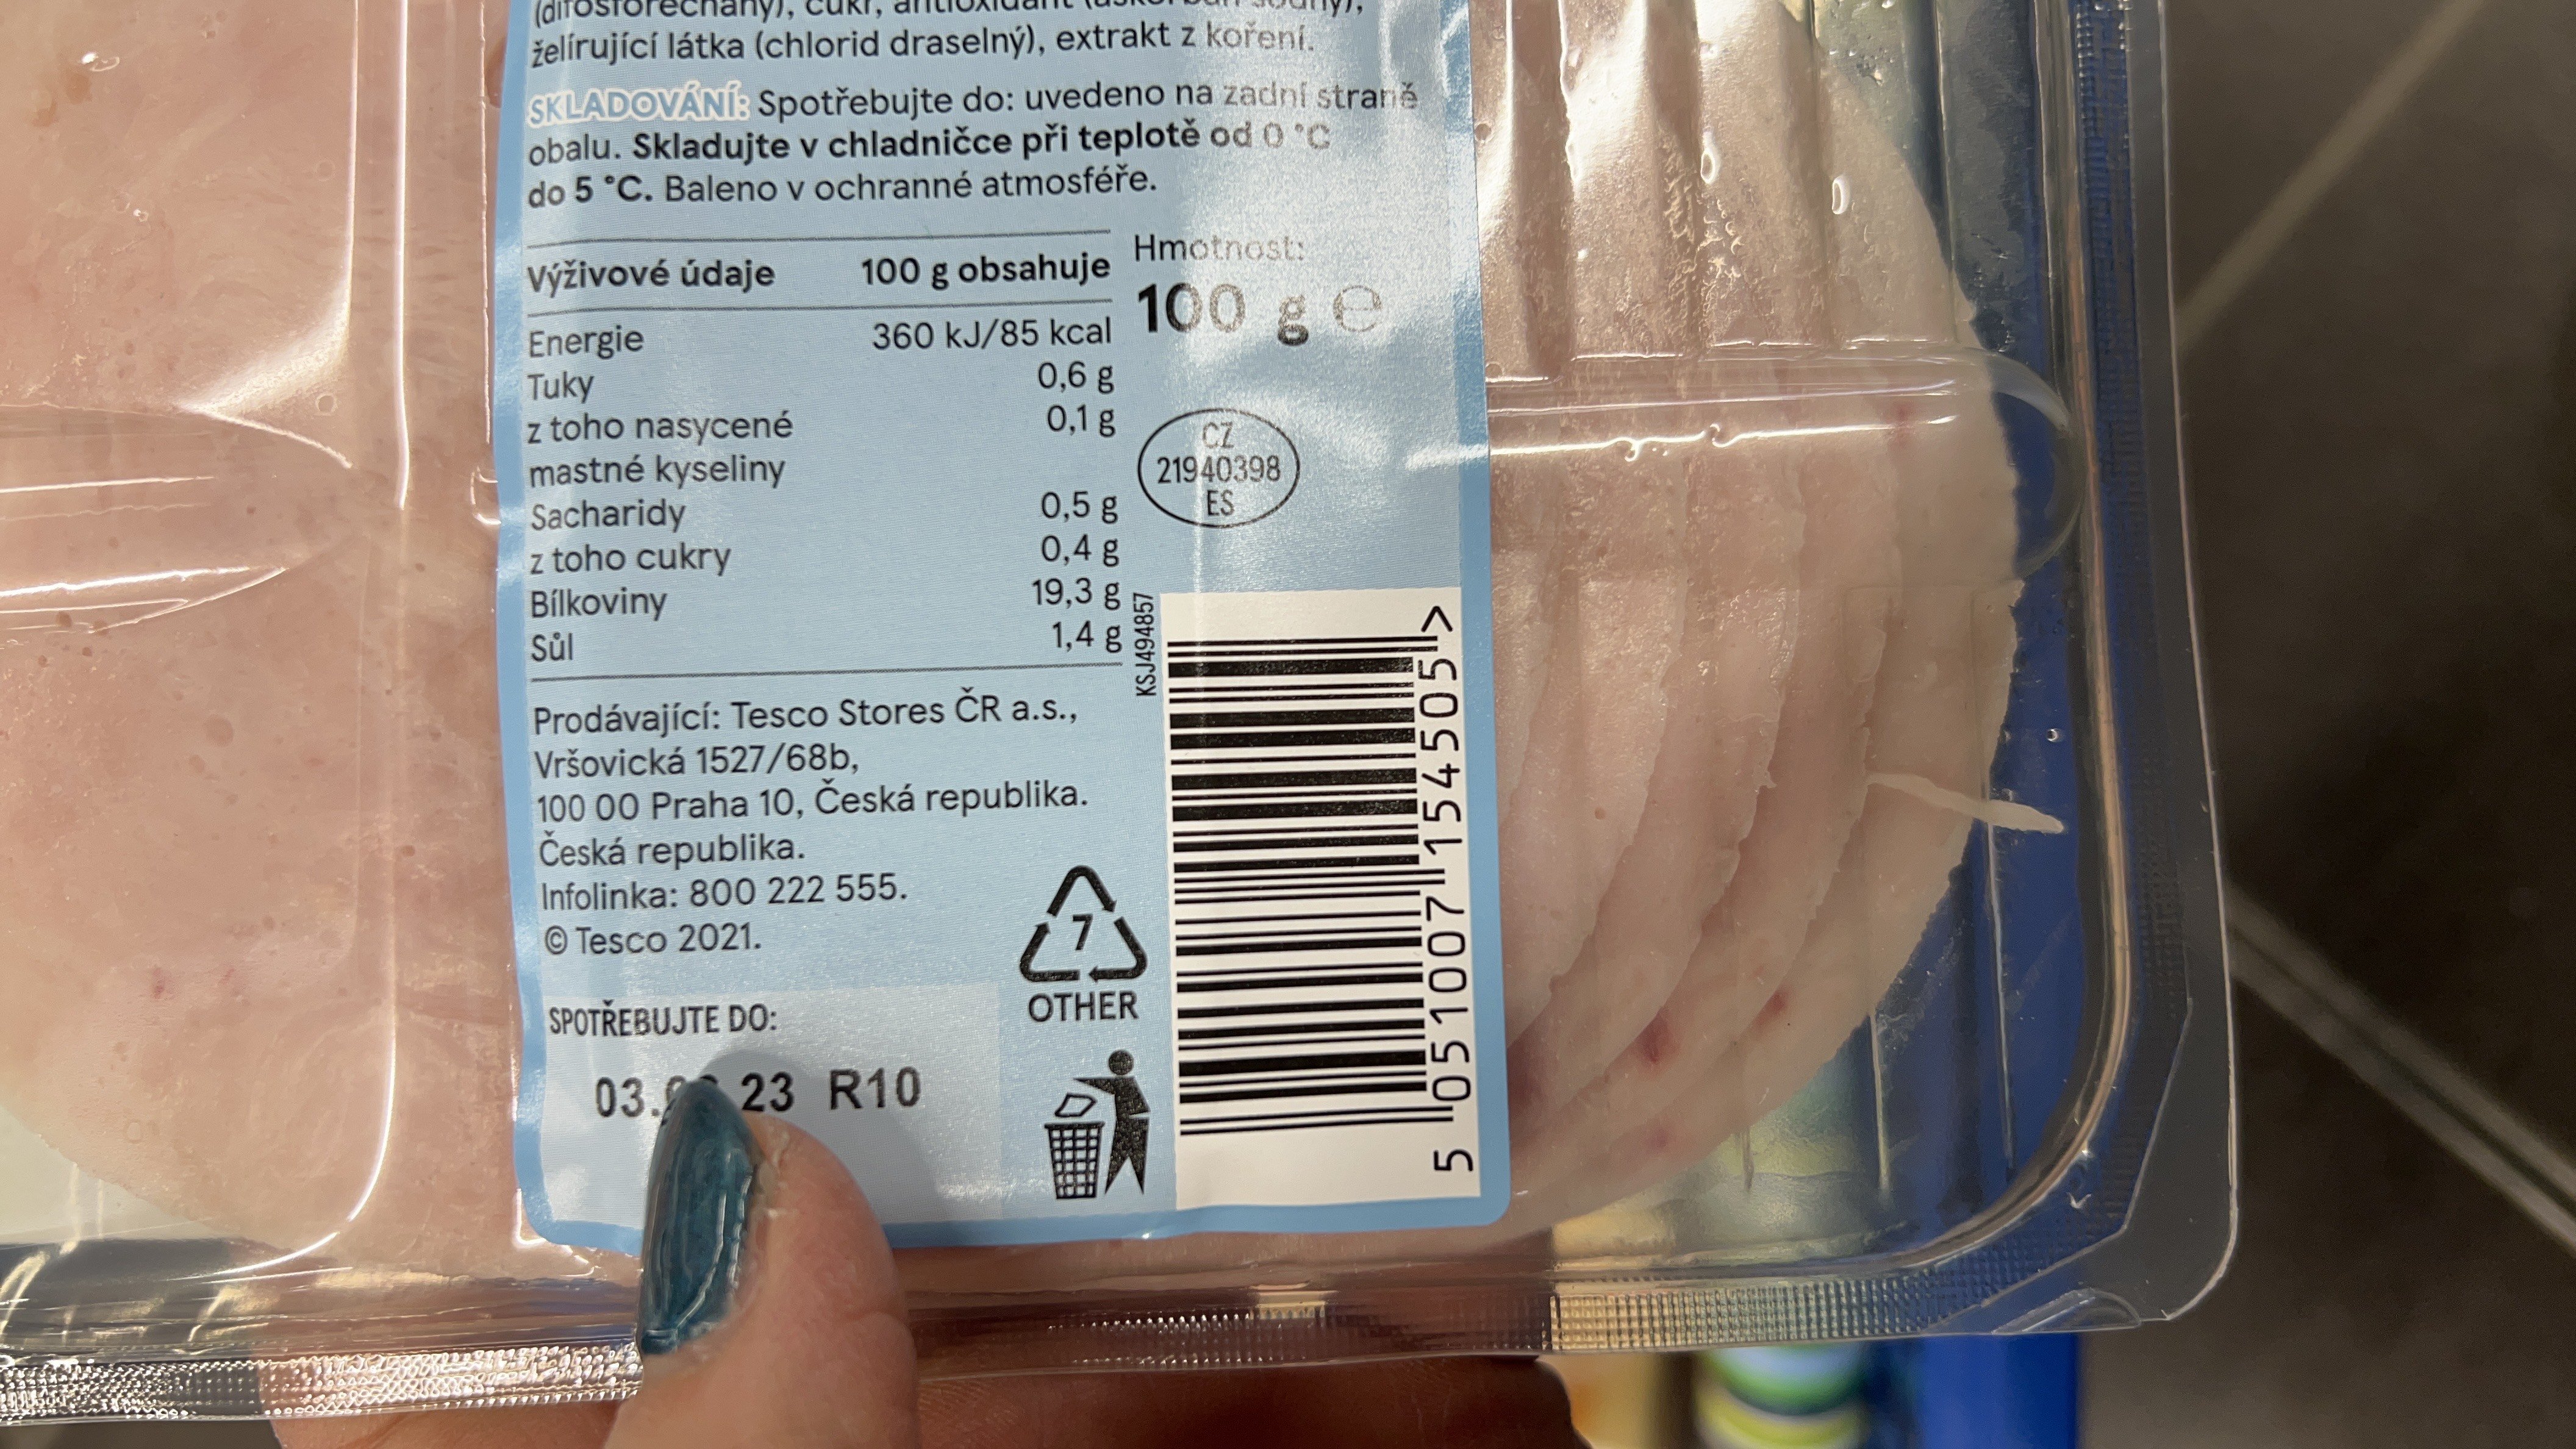 želírující látka (chlorid draselný), extrakt z koření.
SKLADOVÁNÍ: Spotřebujte do: uvedeno na zadní straně
obalu. Skladujte v chladničce při teplotě od 0 °C
do 5 °C. Baleno v ochranné atmosféře.
Výživové údaje 100 g obsahuje
Energie 360 kJ/85 kcal
Tuky 0,6 g
z toho nasycené 0,1 g
mastné kyseliny
Sacharidy 0,5 g
z toho cukry 0,4 g
Bílkoviny 19,3 g
Sůl 1,4 g
Hmotnost:
100 g ℮
CZ
21940398
ES
KSJ494857
Prodávající: Tesco Stores ČR a.s.,
Vršovická 1527/68b,
100 00 Praha 10, Česká republika.
Česká republika.
Infolinka: 800 222 555.
© Tesco 2021.
7
OTHER
SPOTŘEBUJTE DO:
03. 23 R10
5 051007 154505 >